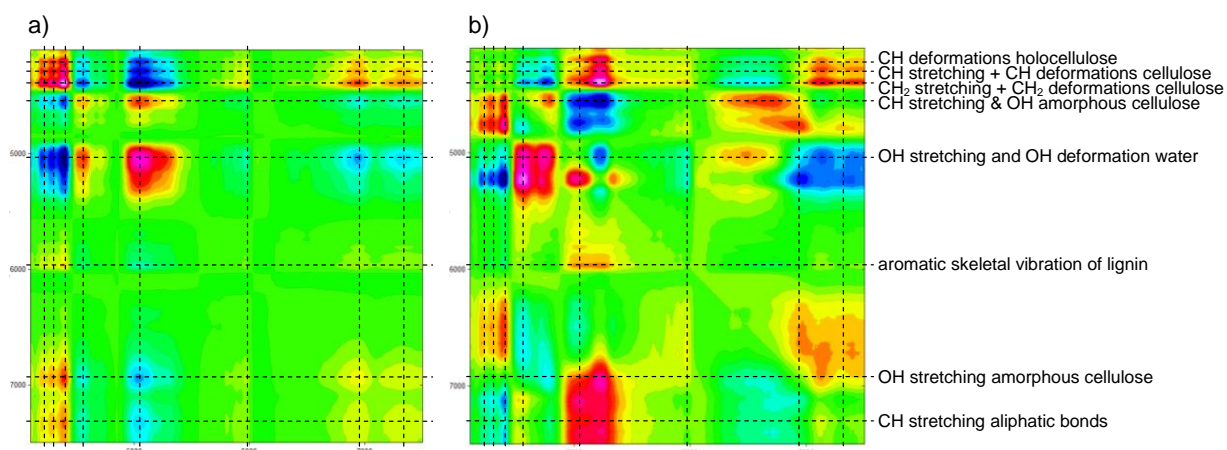 a)
b)
CH deformations holocellulose
CH stretching + CH deformations cellulose
CH₂ stretching + CH₂ deformations cellulose
CH stretching & OH amorphous cellulose
5000
5000
OH stretching and OH deformation water
6000
6000
aromatic skeletal vibration of lignin
7000
7000
OH stretching amorphous cellulose
CH stretching aliphatic bonds